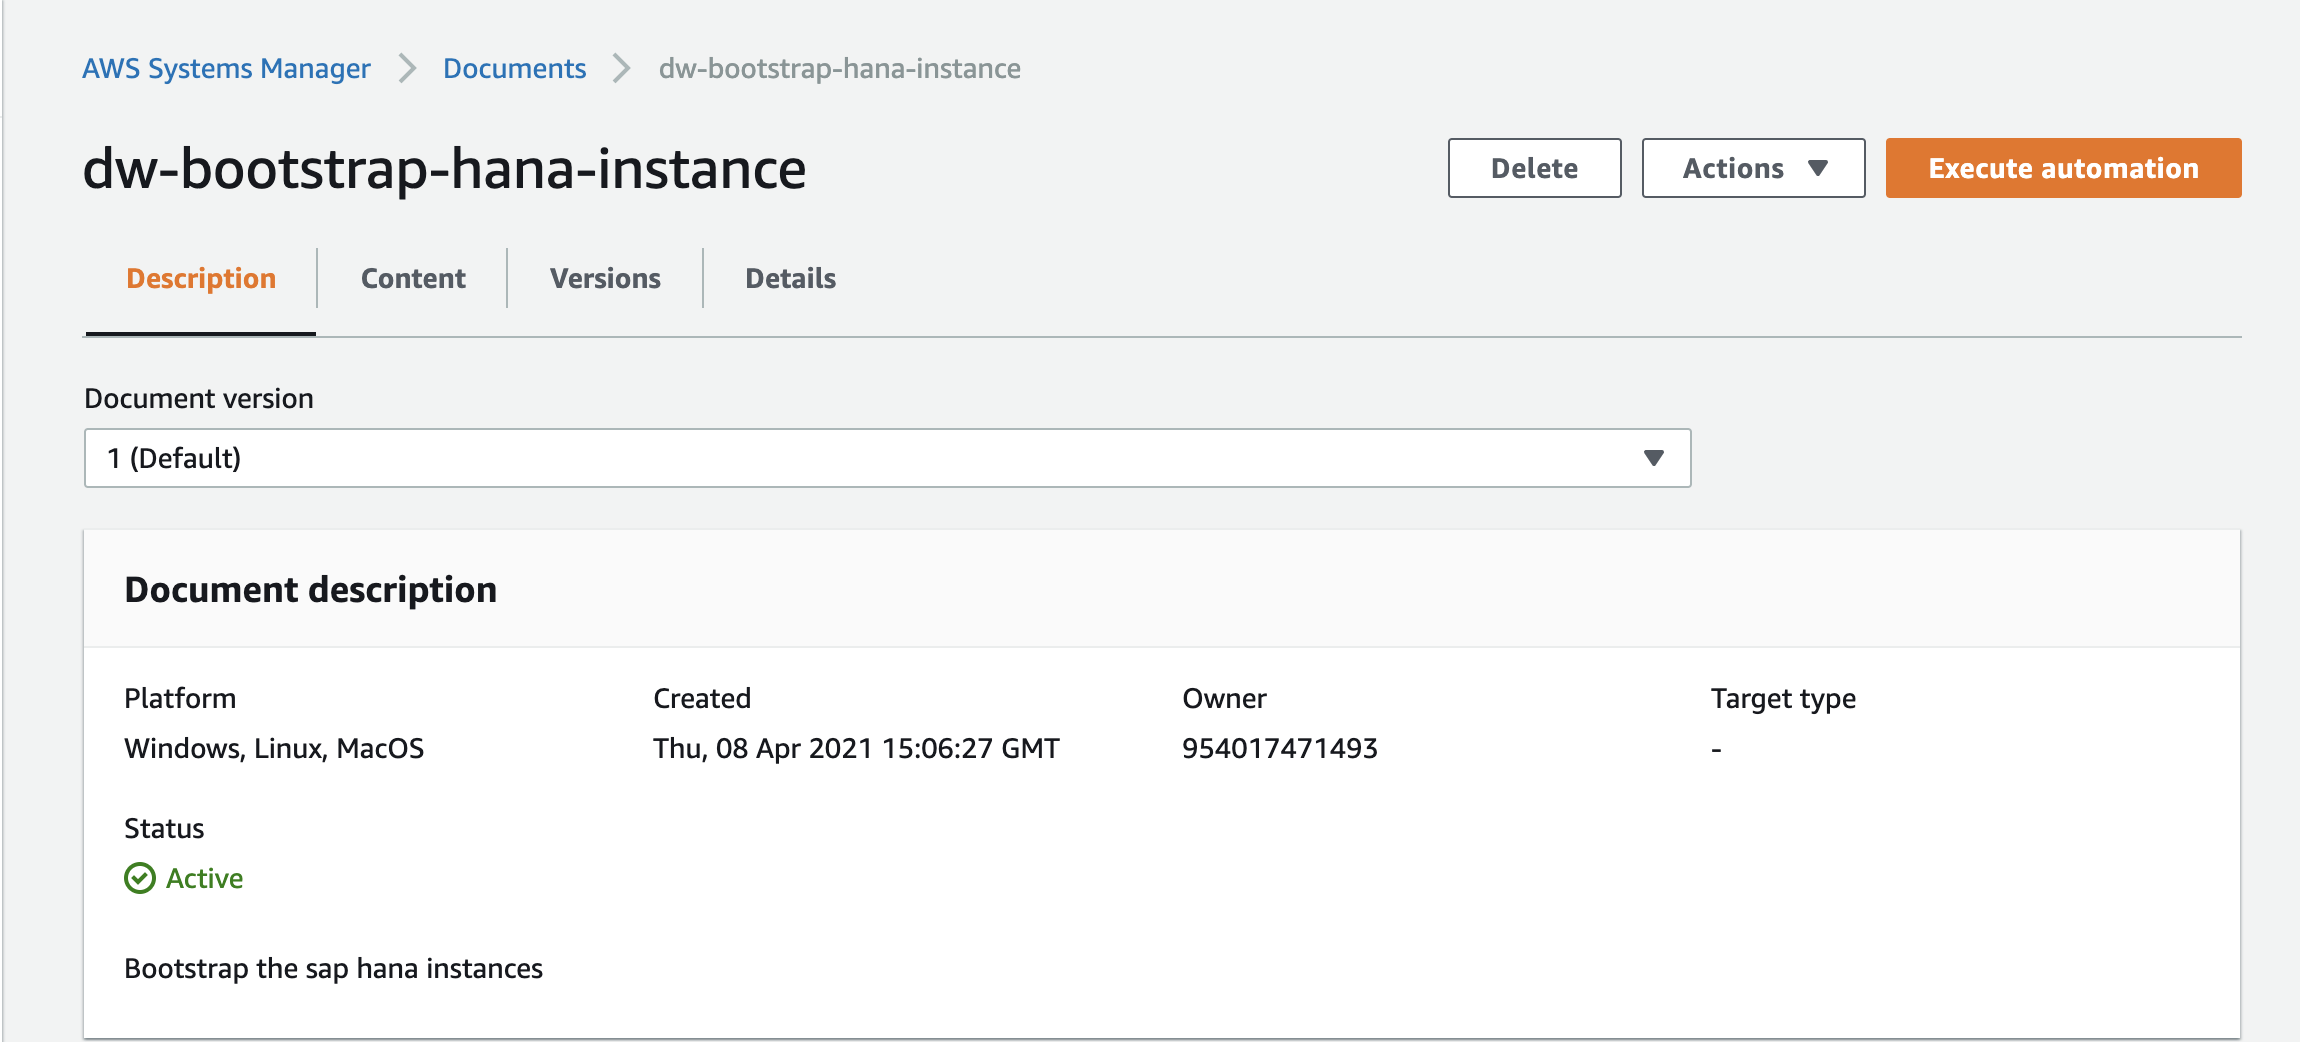 AWS Systems Manager > Documents > dw-bootstrap-hana-instance
dw-bootstrap-hana-instance
Delete Actions Execute automation
Description Content Versions Details
Document version
1 (Default)
Document description
Platform Created Owner Target type
Windows, Linux, MacOS Thu, 08 Apr 2021 15:06:27 GMT 954017471493 -
Status
Active
Bootstrap the sap hana instances